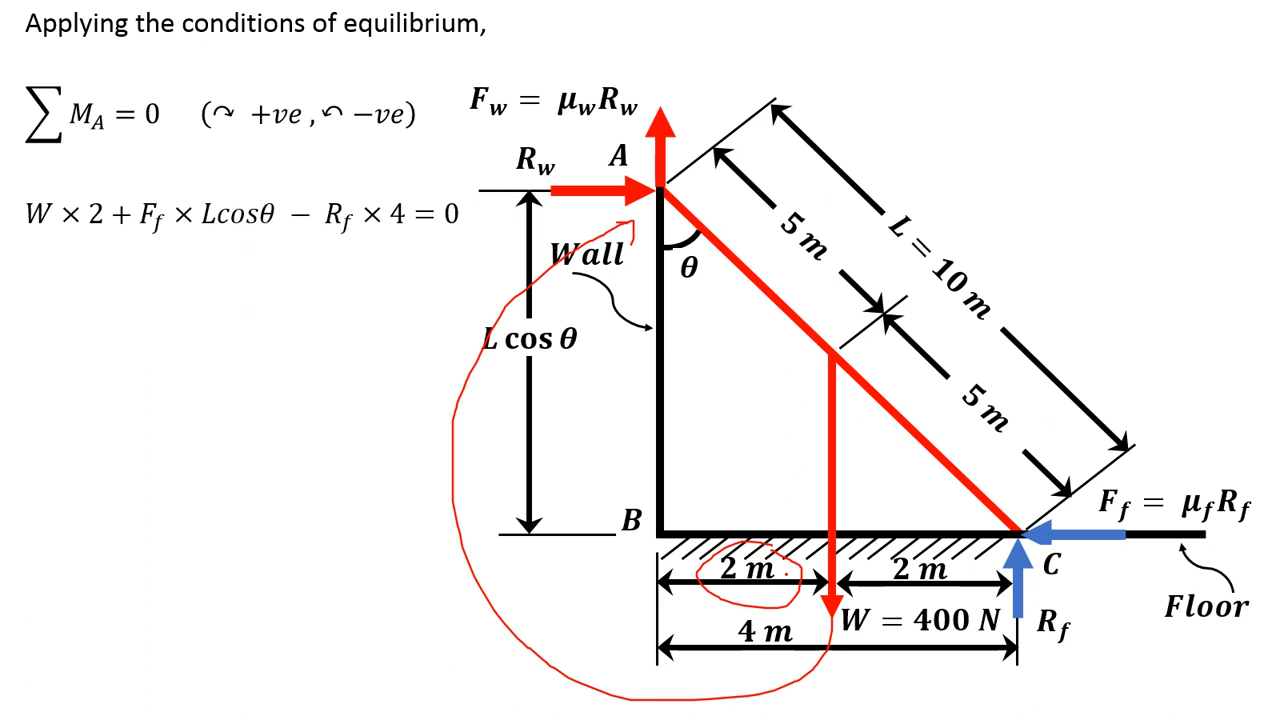 Applying the conditions of equilibrium,
∑ M_A = 0 (↷ +ve , ↶ −ve)
F_w = μ_w R_w
R_w A
W × 2 + F_f × Lcosθ − R_f × 4 = 0
Wall
θ
5 m
L = 10 m
L cos θ
5 m
F_f = μ_f R_f
B
C
2 m
2 m
Floor
W = 400 N
R_f
4 m